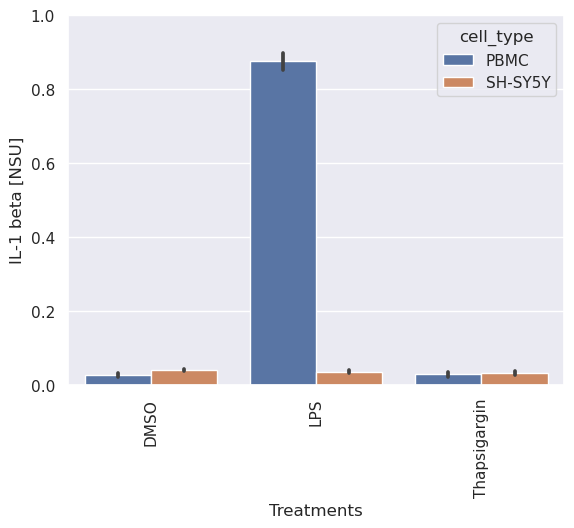 1.0
0.8
0.6
0.4
0.2
0.0
IL-1 beta [NSU]
cell_type
PBMC
SH-SY5Y
DMSO
LPS
Thapsigargin
Treatments